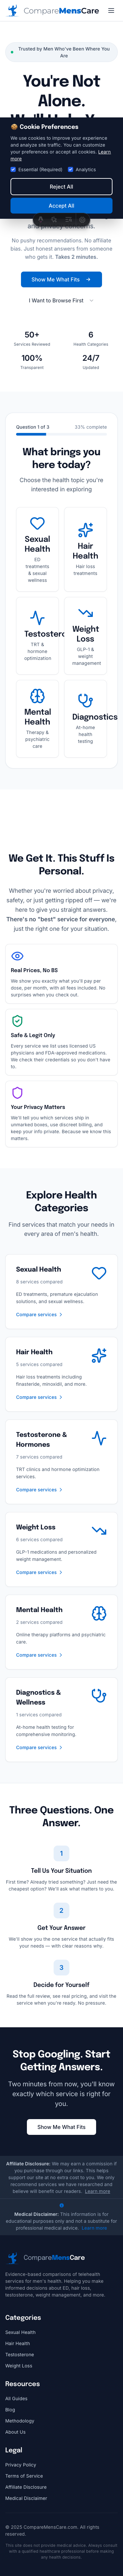 CompareMensCare
Trusted by Men Who've Been Where You
Are
You're Not
Alone.
🍪 Cookie Preferences
We use cookies to improve your experience
and analyze site traffic. You can customize
your preferences or accept all cookies. Learn
more
Essential (Required)
Analytics
Reject All
Accept All
No pushy recommendations. No affiliate
bias. Just honest answers from someone
who gets it. Takes 2 minutes.
Show Me What Fits →
I Want to Browse First
50+
Services Reviewed
6
Health Categories
100%
Transparent
24/7
Updated
Question 1 of 3
33% complete
What brings you
here today?
Choose the health topic you're
interested in exploring
Sexual
Health
ED
treatments
& sexual
wellness
Hair
Health
Hair loss
treatments
Testosterc
TRT &
hormone
optimization
Weight
Loss
GLP-1 &
weight
management
Mental
Health
Therapy &
psychiatric
care
Diagnostics
At-home
health
testing
We Get It. This Stuff Is
Personal.
Whether you're worried about privacy,
safety, or just getting ripped off — we're
here to give you straight answers.
There's no "best" service for everyone,
just the right one for your situation.
Real Prices, No BS
We show you exactly what you'll pay per
dose, per month, with all fees included. No
surprises when you check out.
Safe & Legit Only
Every service we list uses licensed US
physicians and FDA-approved medications.
We check their credentials so you don't have
to.
Your Privacy Matters
We'll tell you which services ship in
unmarked boxes, use discreet billing, and
keep your info private. Because we know this
matters.
Explore Health
Categories
Find services that match your needs in
every area of men's health.
Sexual Health
8 services compared
ED treatments, premature ejaculation
solutions, and sexual wellness.
Compare services
Hair Health
5 services compared
Hair loss treatments including
finasteride, minoxidil, and more.
Compare services
Testosterone &
Hormones
7 services compared
TRT clinics and hormone optimization
services.
Compare services
Weight Loss
6 services compared
GLP-1 medications and personalized
weight management.
Compare services
Mental Health
2 services compared
Online therapy platforms and psychiatric
care.
Compare services
Diagnostics &
Wellness
1 services compared
At-home health testing for
comprehensive monitoring.
Compare services
Three Questions. One
Answer.
1
Tell Us Your Situation
First time? Already tried something? Just need the
cheapest option? We'll ask what matters to you.
2
Get Your Answer
We'll show you the one service that actually fits
your needs — with clear reasons why.
3
Decide for Yourself
Read the full review, see real pricing, and visit the
service when you're ready. No pressure.
Stop Googling. Start
Getting Answers.
Two minutes from now, you'll know
exactly which service is right for
you.
Show Me What Fits
Affiliate Disclosure: We may earn a commission if
you purchase through our links. This helps
support our site at no extra cost to you. We only
recommend services we have researched and
believe will benefit our readers. Learn more
Medical Disclaimer: This information is for
educational purposes only and not a substitute for
professional medical advice. Learn more
CompareMensCare
Evidence-based comparisons of telehealth
services for men's health. Helping you make
informed decisions about ED, hair loss,
testosterone, weight management, and more.
Categories
Sexual Health
Hair Health
Testosterone
Weight Loss
Resources
All Guides
Blog
Methodology
About Us
Legal
Privacy Policy
Terms of Service
Affiliate Disclosure
Medical Disclaimer
© 2025 CompareMensCare.com. All rights
reserved.
This site does not provide medical advice. Always consult
with a qualified healthcare professional before making
any health decisions.